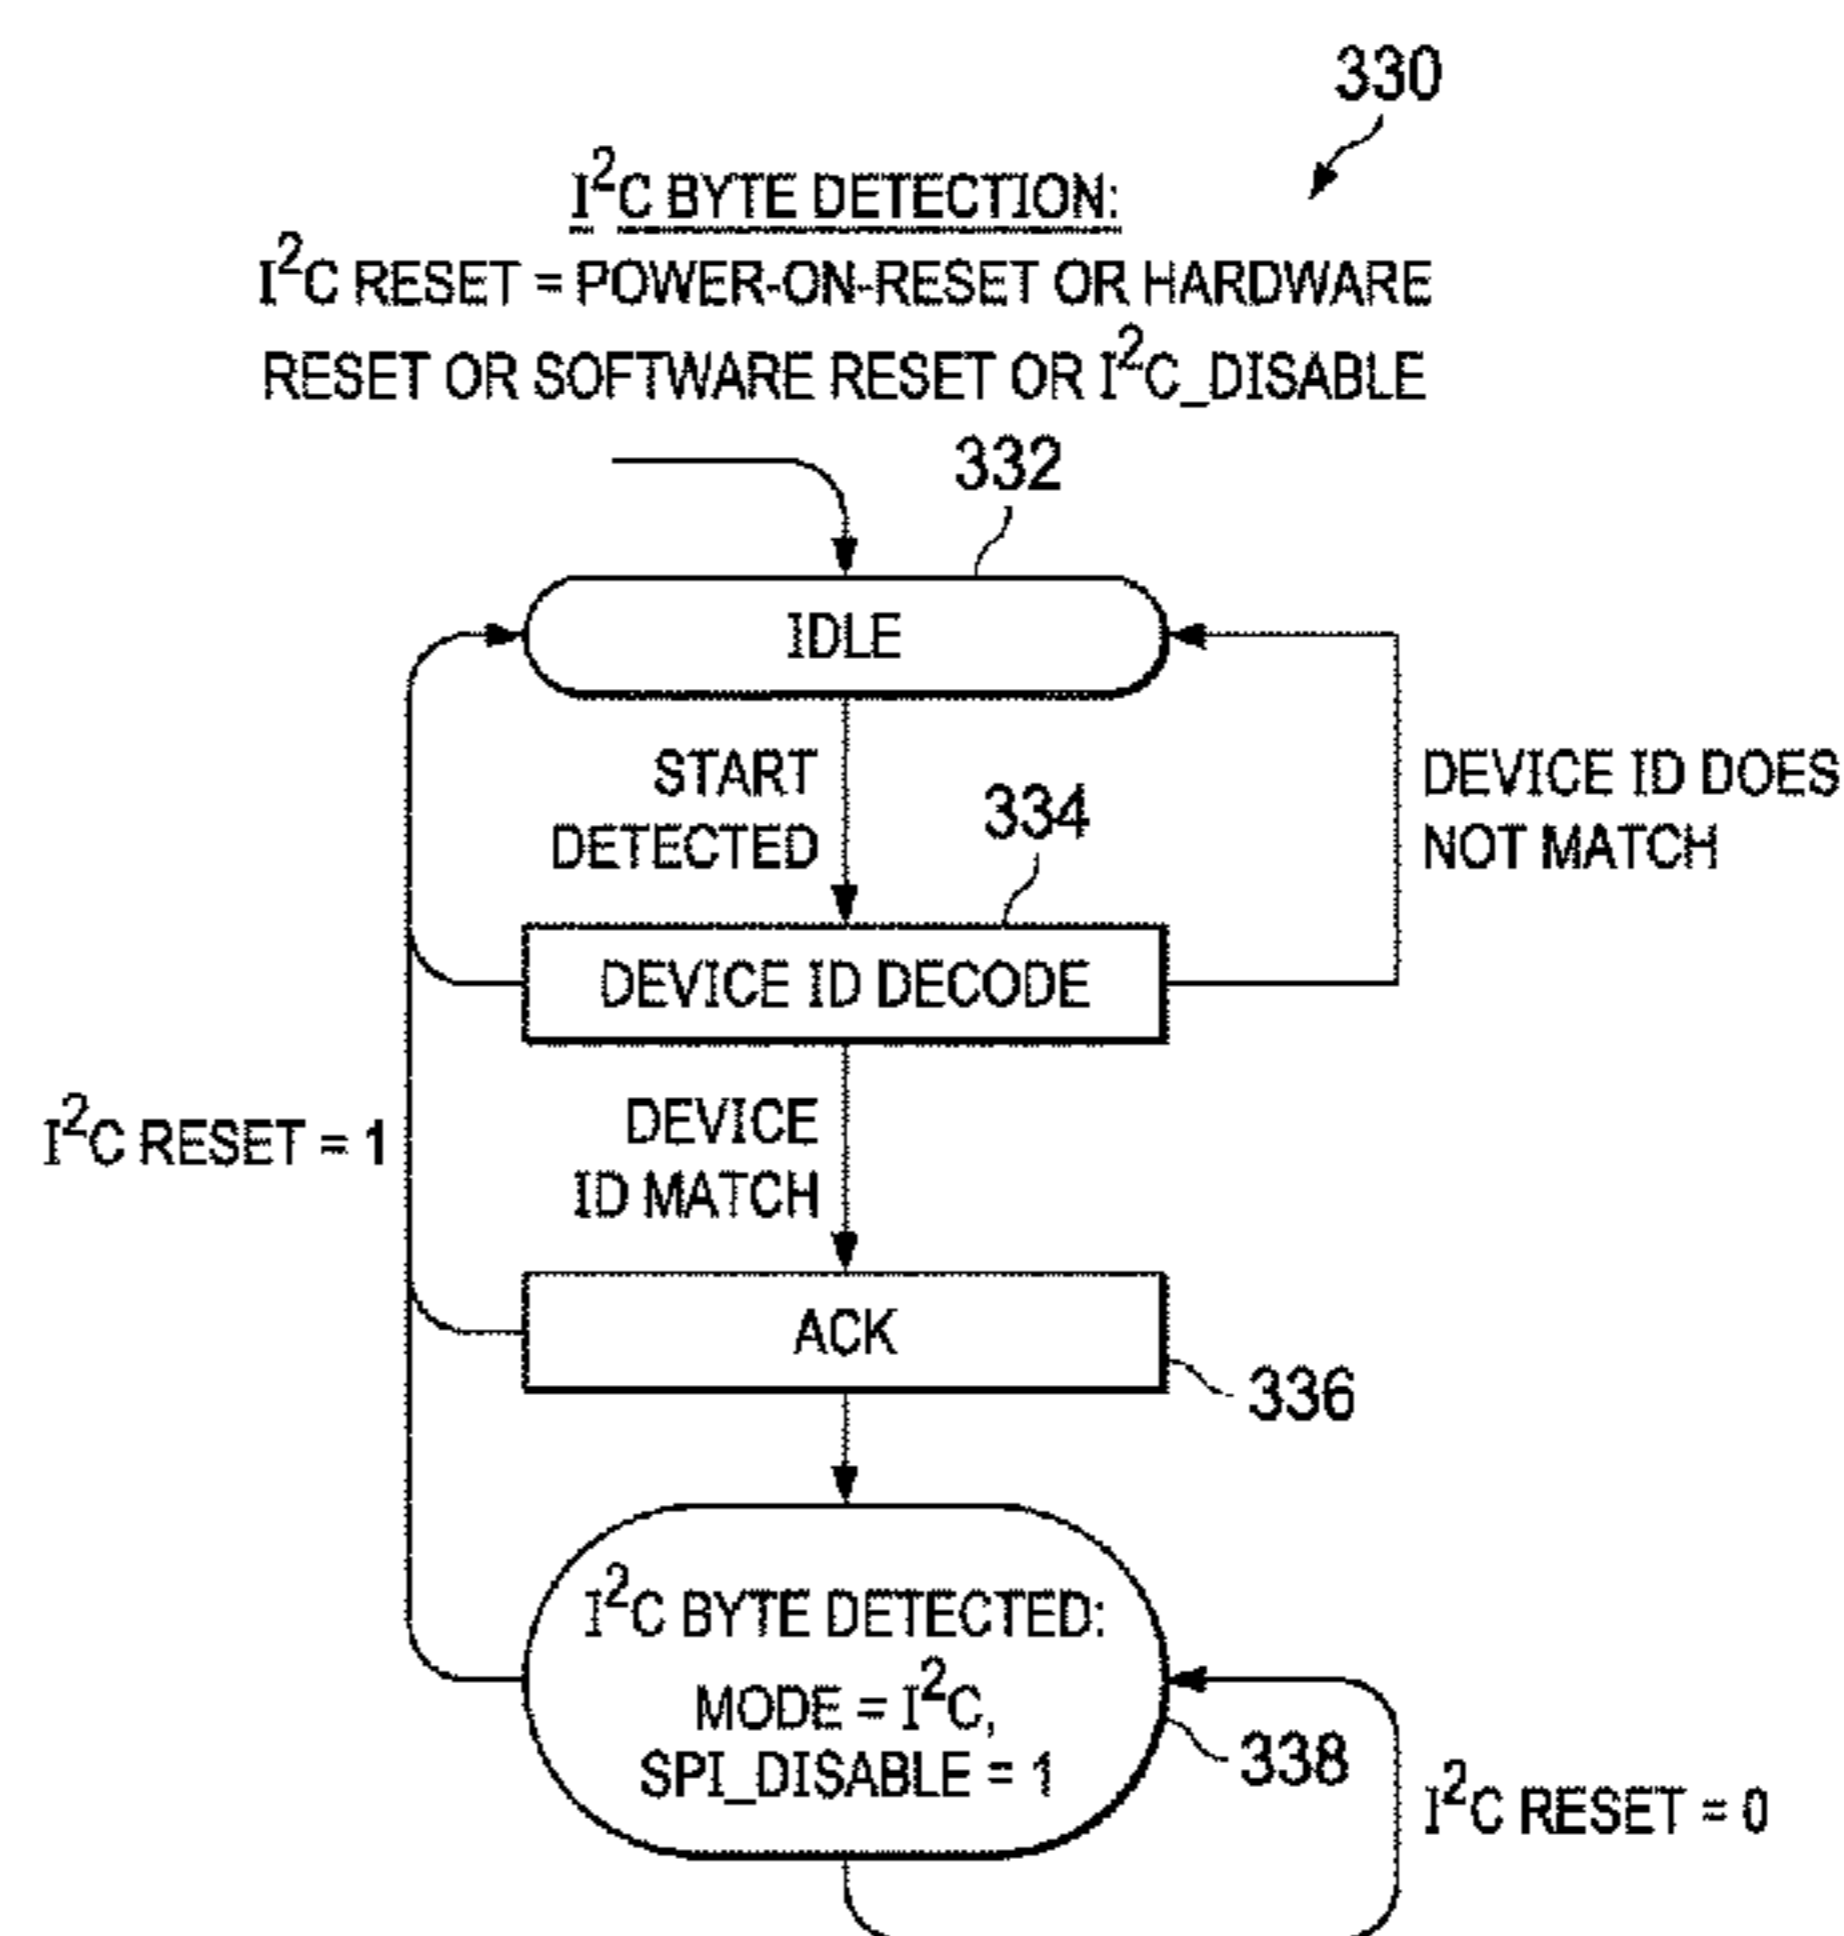 330
I²C BYTE DETECTION:
I²C RESET = POWER-ON-RESET OR HARDWARE
RESET OR SOFTWARE RESET OR I²C_DISABLE
332
IDLE
START
DETECTED
334
DEVICE ID DOES
NOT MATCH
DEVICE ID DECODE
I²C RESET = 1
DEVICE
ID MATCH
ACK
336
I²C BYTE DETECTED:
MODE = I²C,
SPI_DISABLE = 1
338
I²C RESET = 0